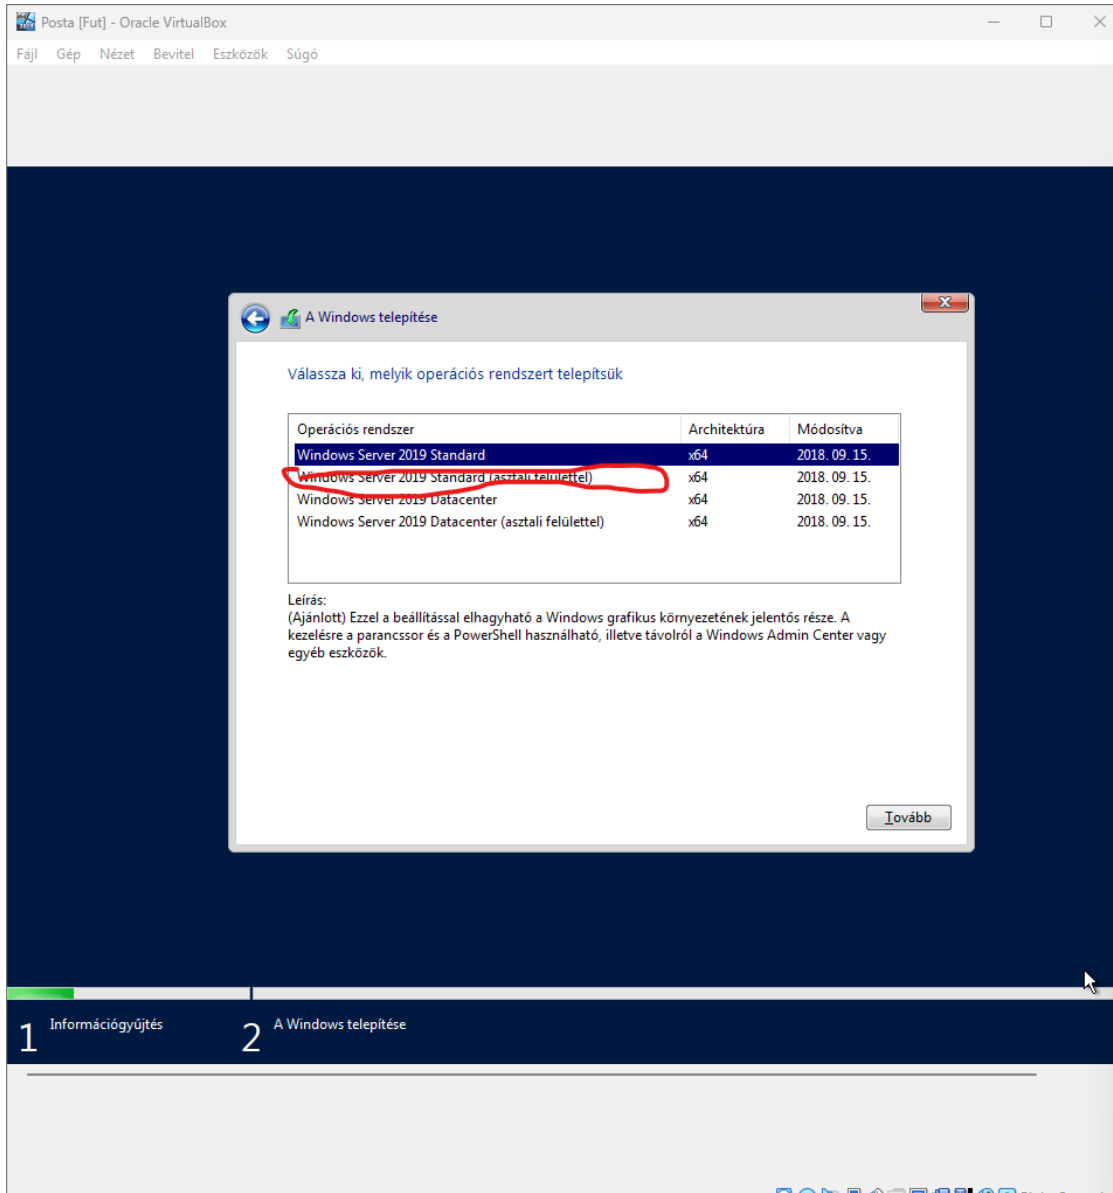 Posta [Fut] - Oracle VirtualBox
Fájl Gép Nézet Bevitel Eszközök Súgó
A Windows telepítése
Válassza ki, melyik operációs rendszert telepítsük
Operációs rendszer Architektúra Módosítva
Windows Server 2019 Standard x64 2018. 09. 15.
Windows Server 2019 Standard (asztali felülettel) x64 2018. 09. 15.
Windows Server 2019 Datacenter x64 2018. 09. 15.
Windows Server 2019 Datacenter (asztali felülettel) x64 2018. 09. 15.
Leírás:
(Ajánlott) Ezzel a beállítással elhagyható a Windows grafikus környezetének jelentős része. A
kezelésre a parancssor és a PowerShell használható, illetve távolról a Windows Admin Center vagy
egyéb eszközök.
Tovább
1 Információgyűjtés 2 A Windows telepítése